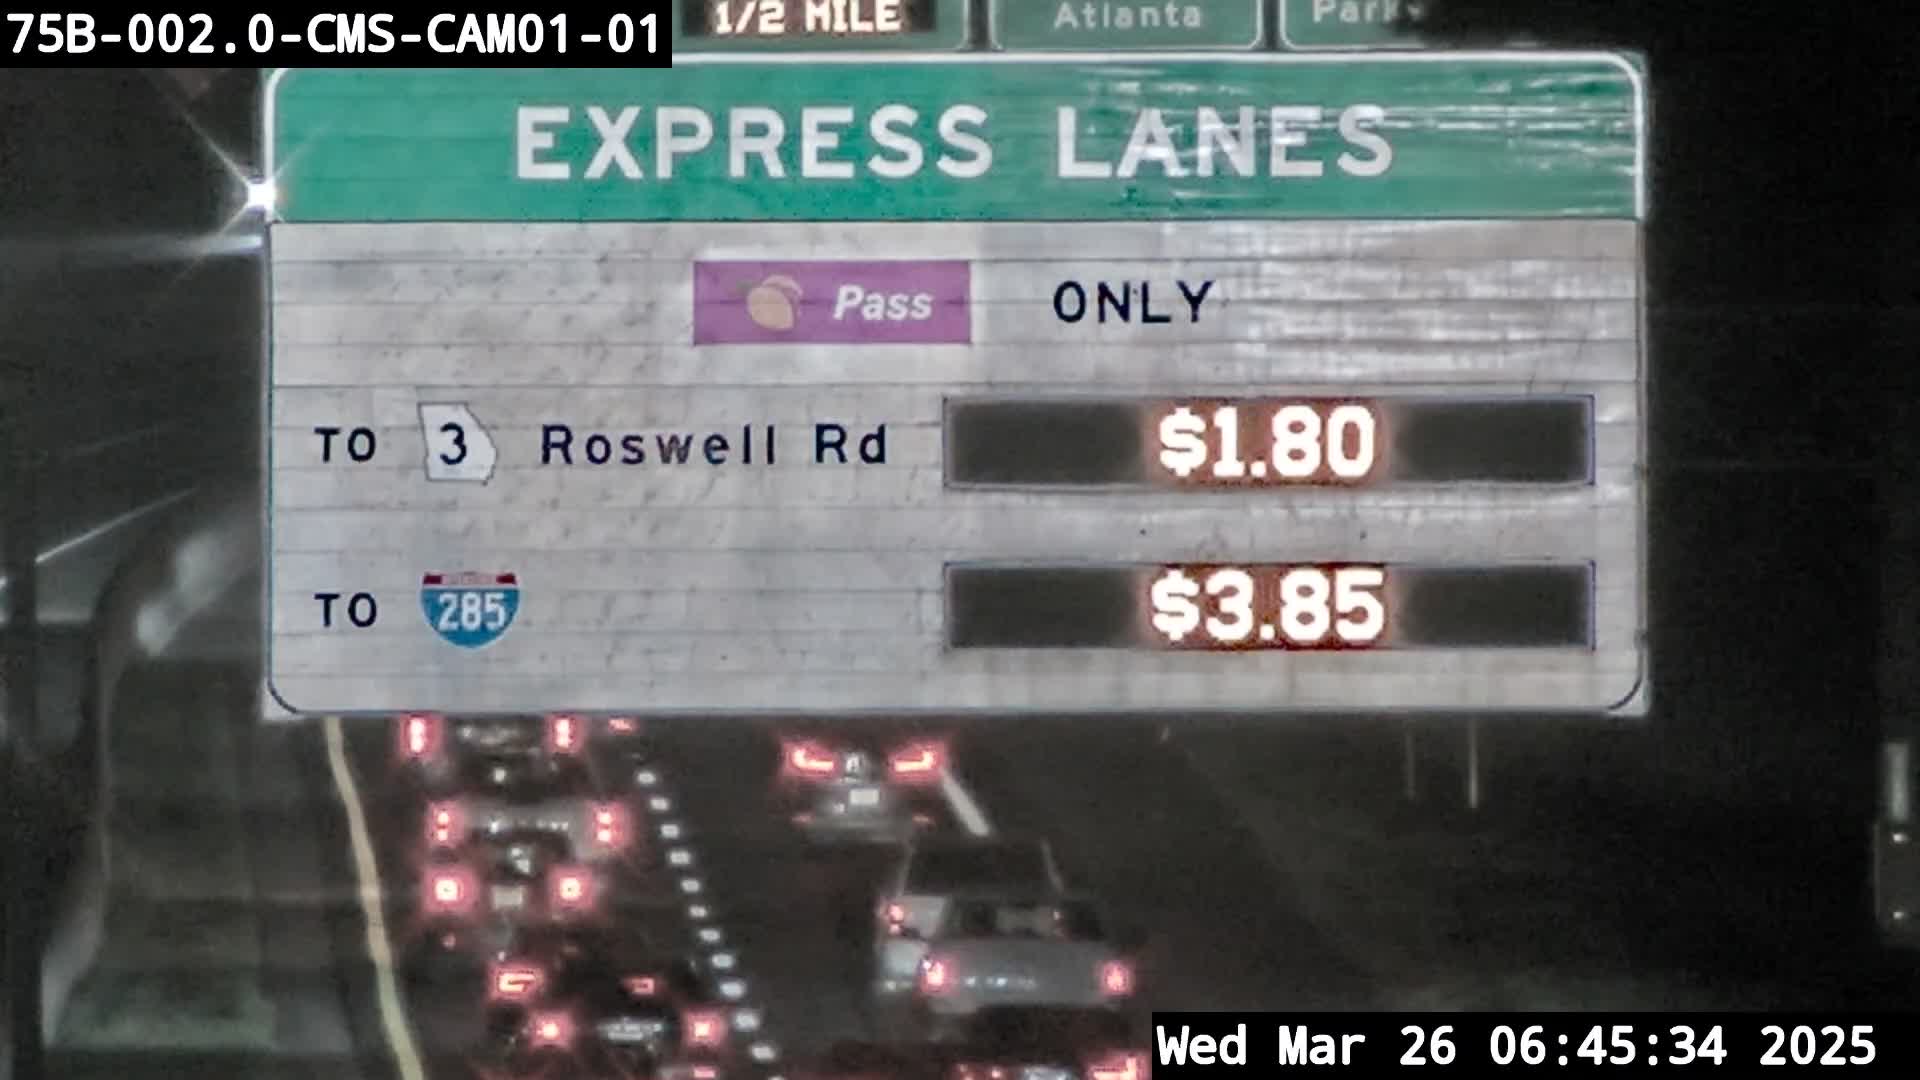 75B-002.0-CMS-CAM01-01
1/2 MILE
Atlanta
EXPRESS LANES
Pass ONLY
TO 3 Roswell Rd $1.80
TO 285 $3.85
Wed Mar 26 06:45:34 2025